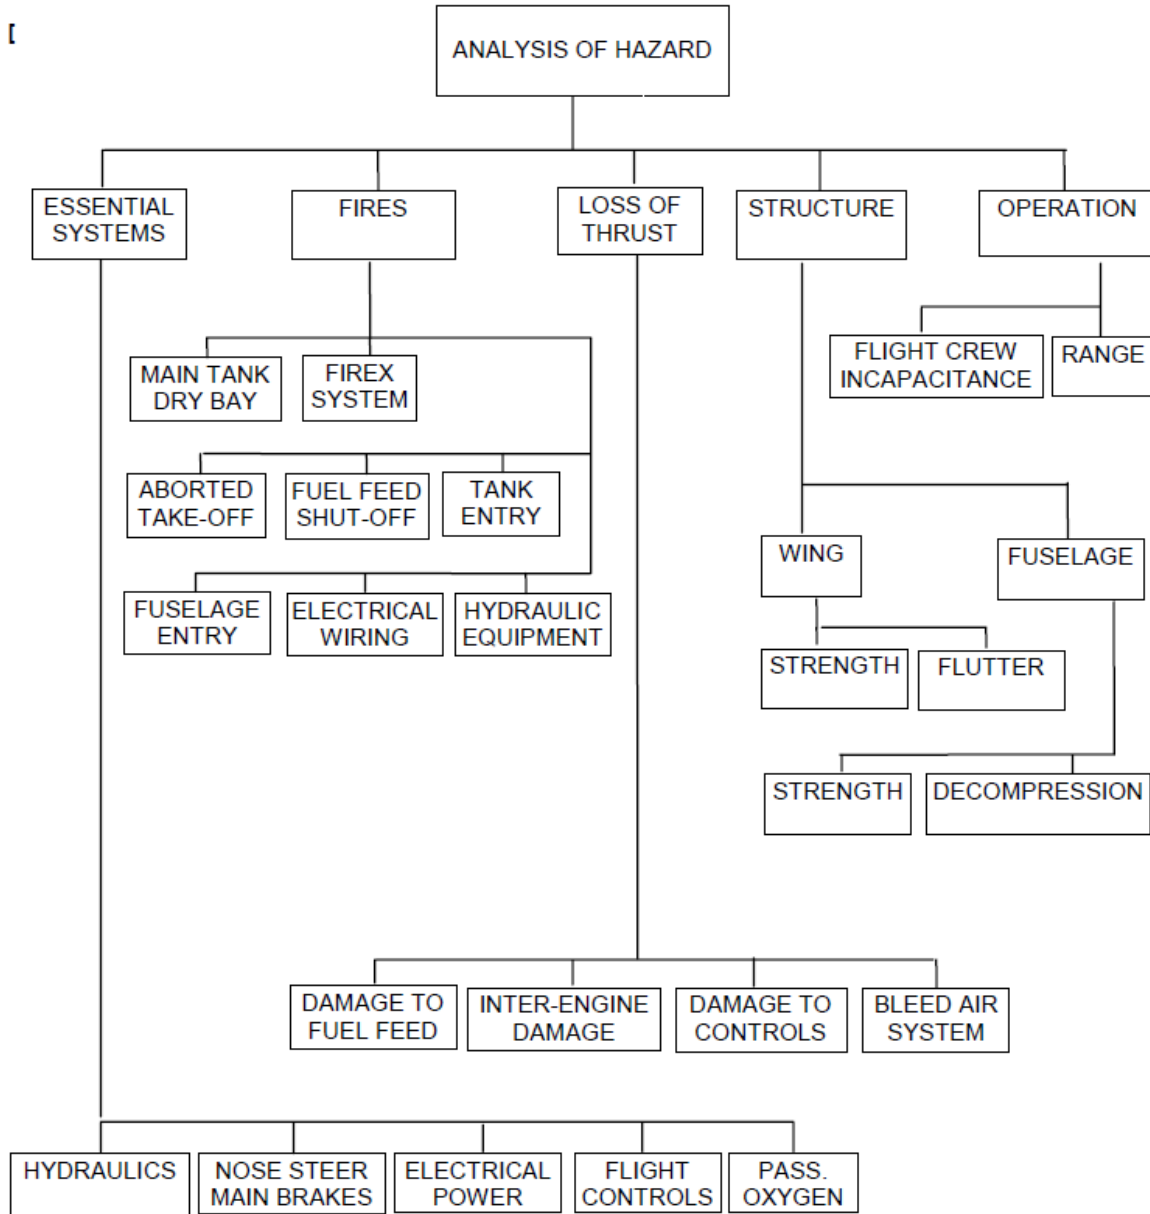 ANALYSIS OF HAZARD
ESSENTIAL
SYSTEMS
FIRES
LOSS OF
THRUST
STRUCTURE
OPERATION
FLIGHT CREW
INCAPACITANCE
RANGE
MAIN TANK
DRY BAY
FIREX
SYSTEM
ABORTED
TAKE-OFF
FUEL FEED
SHUT-OFF
TANK
ENTRY
WING
FUSELAGE
FUSELAGE
ENTRY
ELECTRICAL
WIRING
HYDRAULIC
EQUIPMENT
STRENGTH
FLUTTER
STRENGTH
DECOMPRESSION
DAMAGE TO
FUEL FEED
INTER-ENGINE
DAMAGE
DAMAGE TO
CONTROLS
BLEED AIR
SYSTEM
HYDRAULICS
NOSE STEER
MAIN BRAKES
ELECTRICAL
POWER
FLIGHT
CONTROLS
PASS.
OXYGEN